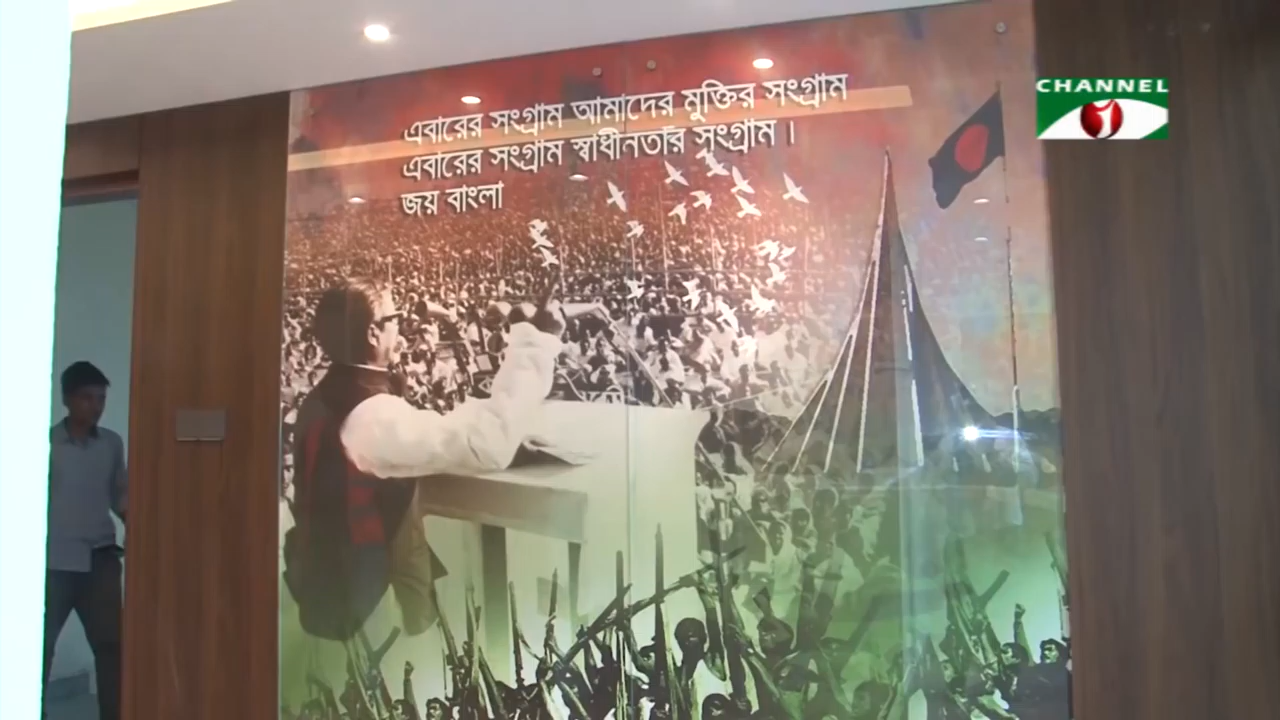 এবারের সংগ্রাম আমাদের মুক্তির সংগ্রাম
এবারের সংগ্রাম স্বাধীনতার সংগ্রাম।
জয় বাংলা
CHANNEL